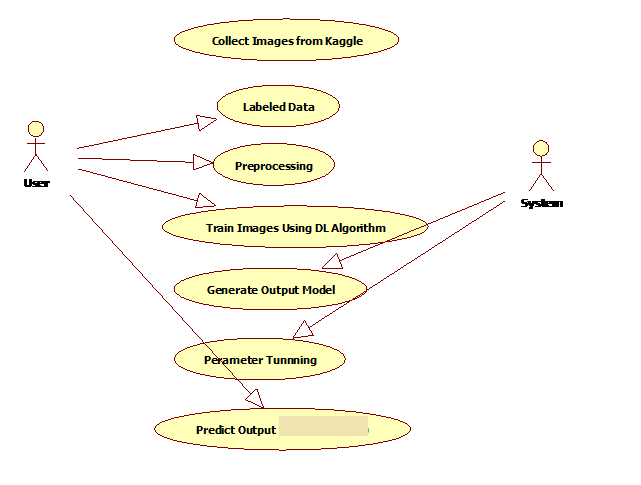 Collect Images from Kaggle
Labeled Data
Preprocessing
User
System
Train Images Using DL Algorithm
Generate Output Model
Perameter Tunnning
Predict Output